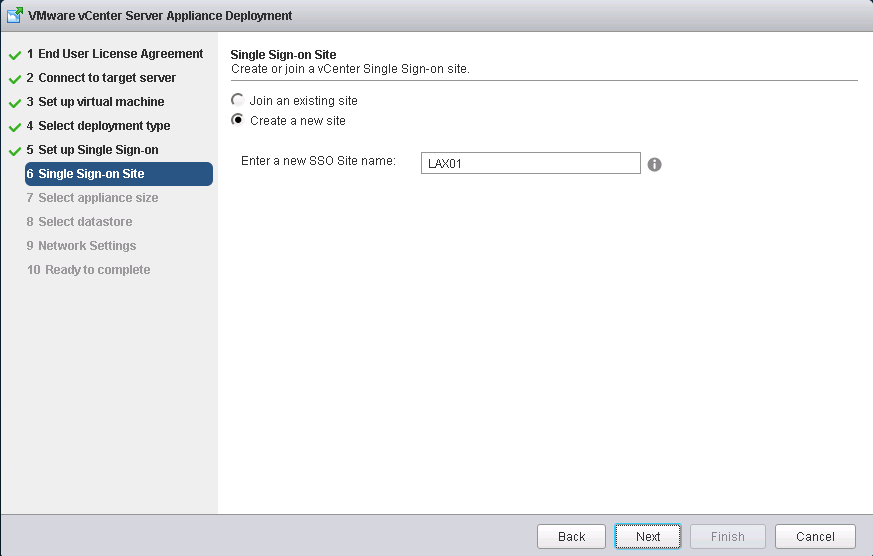 VMware vCenter Server Appliance Deployment
1 End User License Agreement
2 Connect to target server
3 Set up virtual machine
4 Select deployment type
5 Set up Single Sign-on
6 Single Sign-on Site
7 Select appliance size
8 Select datastore
9 Network Settings
10 Ready to complete
Single Sign-on Site
Create or join a vCenter Single Sign-on site.
Join an existing site
Create a new site
Enter a new SSO Site name: LAX01
Back Next Finish Cancel